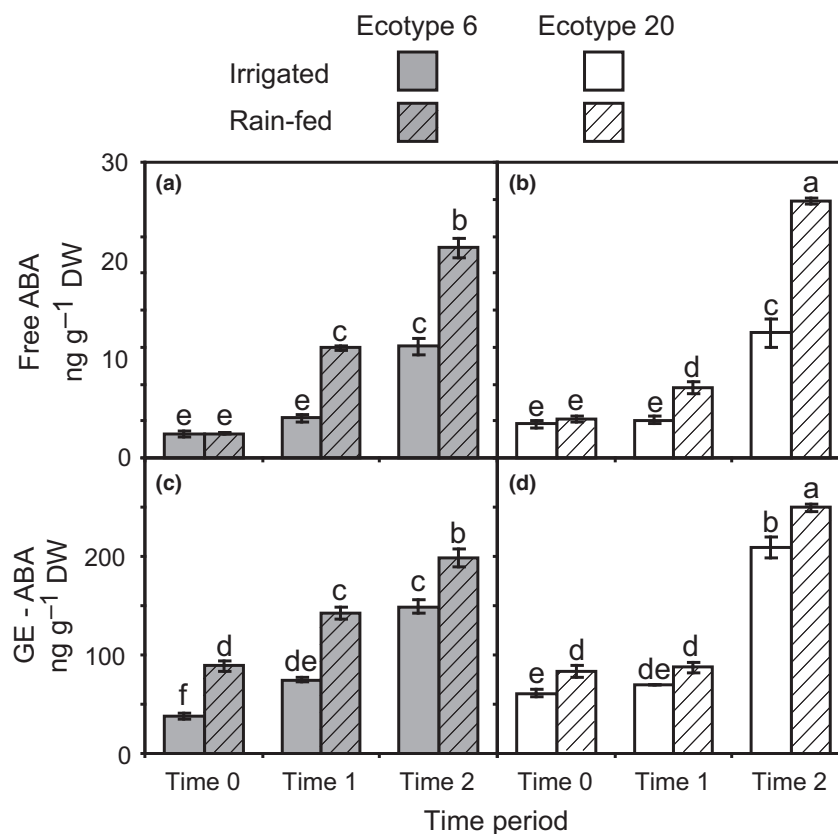 Ecotype 6 Ecotype 20
Irrigated
Rain-fed
Free ABA
ng g⁻¹ DW
30
20
10
0
(a)
e e e c c b
(b)
e e e d c a
GE - ABA
ng g⁻¹ DW
200
100
0
(c)
f d de c c b
(d)
e d de d b a
Time 0 Time 1 Time 2 Time 0 Time 1 Time 2
Time period